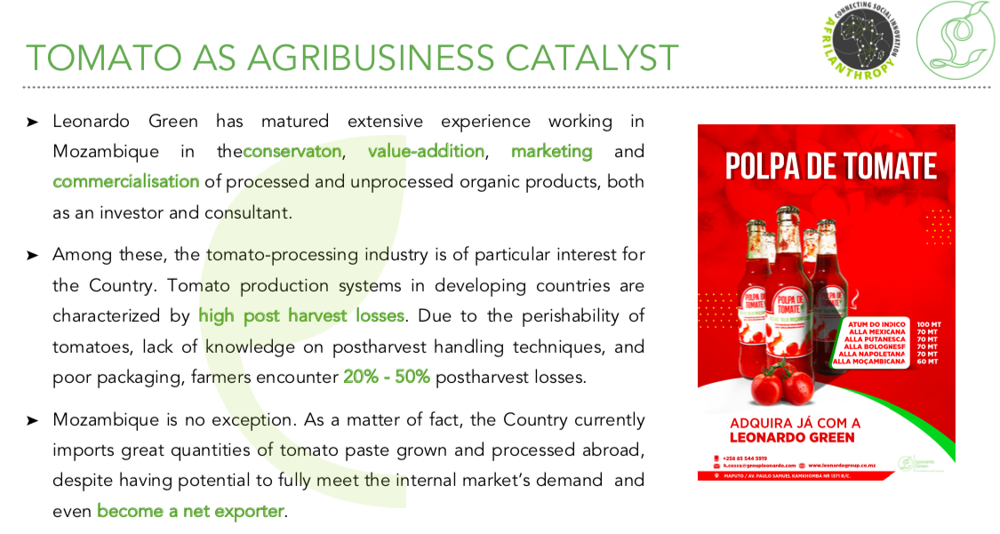 TOMATO AS AGRIBUSINESS CATALYST
CONNECTING SOCIAL INNOVATION
AFRILANTHROPY
➤ Leonardo Green has matured extensive experience working in
Mozambique in theconservaton, value-addition, marketing and
commercialisation of processed and unprocessed organic products, both
as an investor and consultant.
➤ Among these, the tomato-processing industry is of particular interest for
the Country. Tomato production systems in developing countries are
characterized by high post harvest losses. Due to the perishability of
tomatoes, lack of knowledge on postharvest handling techniques, and
poor packaging, farmers encounter 20% - 50% postharvest losses.
➤ Mozambique is no exception. As a matter of fact, the Country currently
imports great quantities of tomato paste grown and processed abroad,
despite having potential to fully meet the internal market's demand and
even become a net exporter.
POLPA DE TOMATE
POLPA DE
TOMATE
ATUM DO INDICO 100 MT
ALLA MEXICANA 70 MT
ALLA PUTANESCA 70 MT
ALLA BOLOGNESE 70 MT
ALLA NAPOLETANA 70 MT
ALLA MOÇAMBICANA 60 MT
ADQUIRA JÁ COM A
LEONARDO GREEN
+258 85 544 5919
h.cossa@groupleonardo.com www.leonardogroup.co.mz
MAPUTO / AV. PAULO SAMUEL KAMKHOMBA NR 1371 R/C.
Leonardo
Green